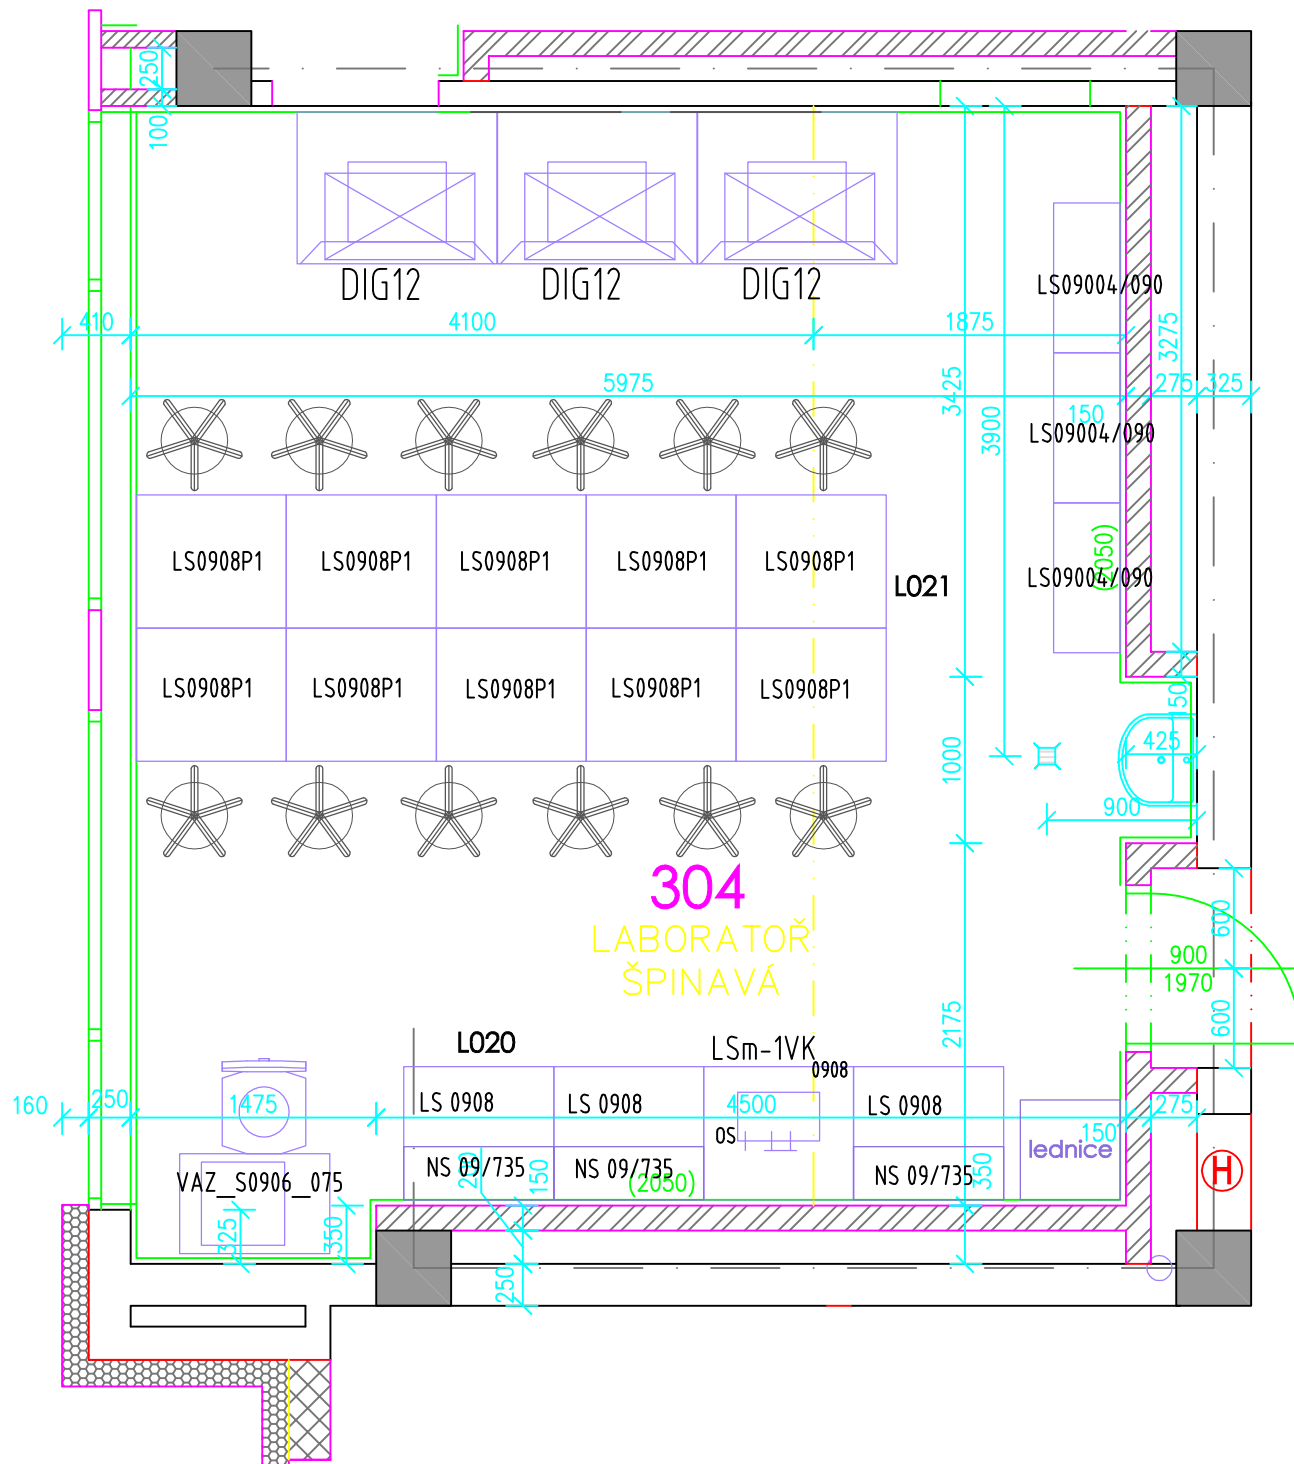 250
100
DIG12 DIG12 DIG12
LS09004/090
410 4100 1875
3275
5975
275 325
3425
3900
150
LS09004/090
LS0908P1 LS0908P1 LS0908P1 LS0908P1 LS0908P1
(2050)
LS09004/090
L021
LS0908P1 LS0908P1 LS0908P1 LS0908P1 LS0908P1
150
425
1000
900
304
LABORATOŘ
ŠPINAVÁ
600
900
1970
600
2175
L020
LSm-1VK
0908
160 250 1475 4500 150 275
LS 0908 LS 0908 LS 0908
OS
lednice
NS 09/735 NS 09/735 NS 09/735
VAZ_S0906_075
150
(2050)
350
H
325
350
250